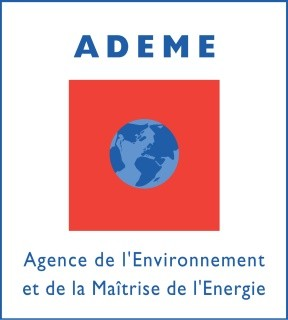 ADEME
Agence de l'Environnement
et de la Maîtrise de l'Energie